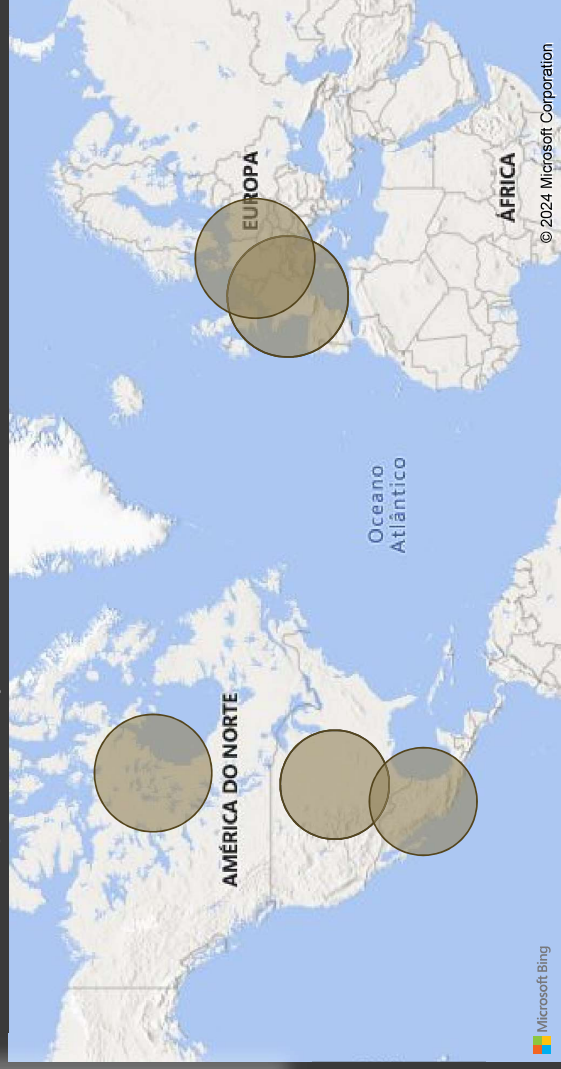 EUROPA
ÁFRICA
Oceano
Atlântico
AMÉRICA DO NORTE
Microsoft Bing
© 2024 Microsoft Corporation